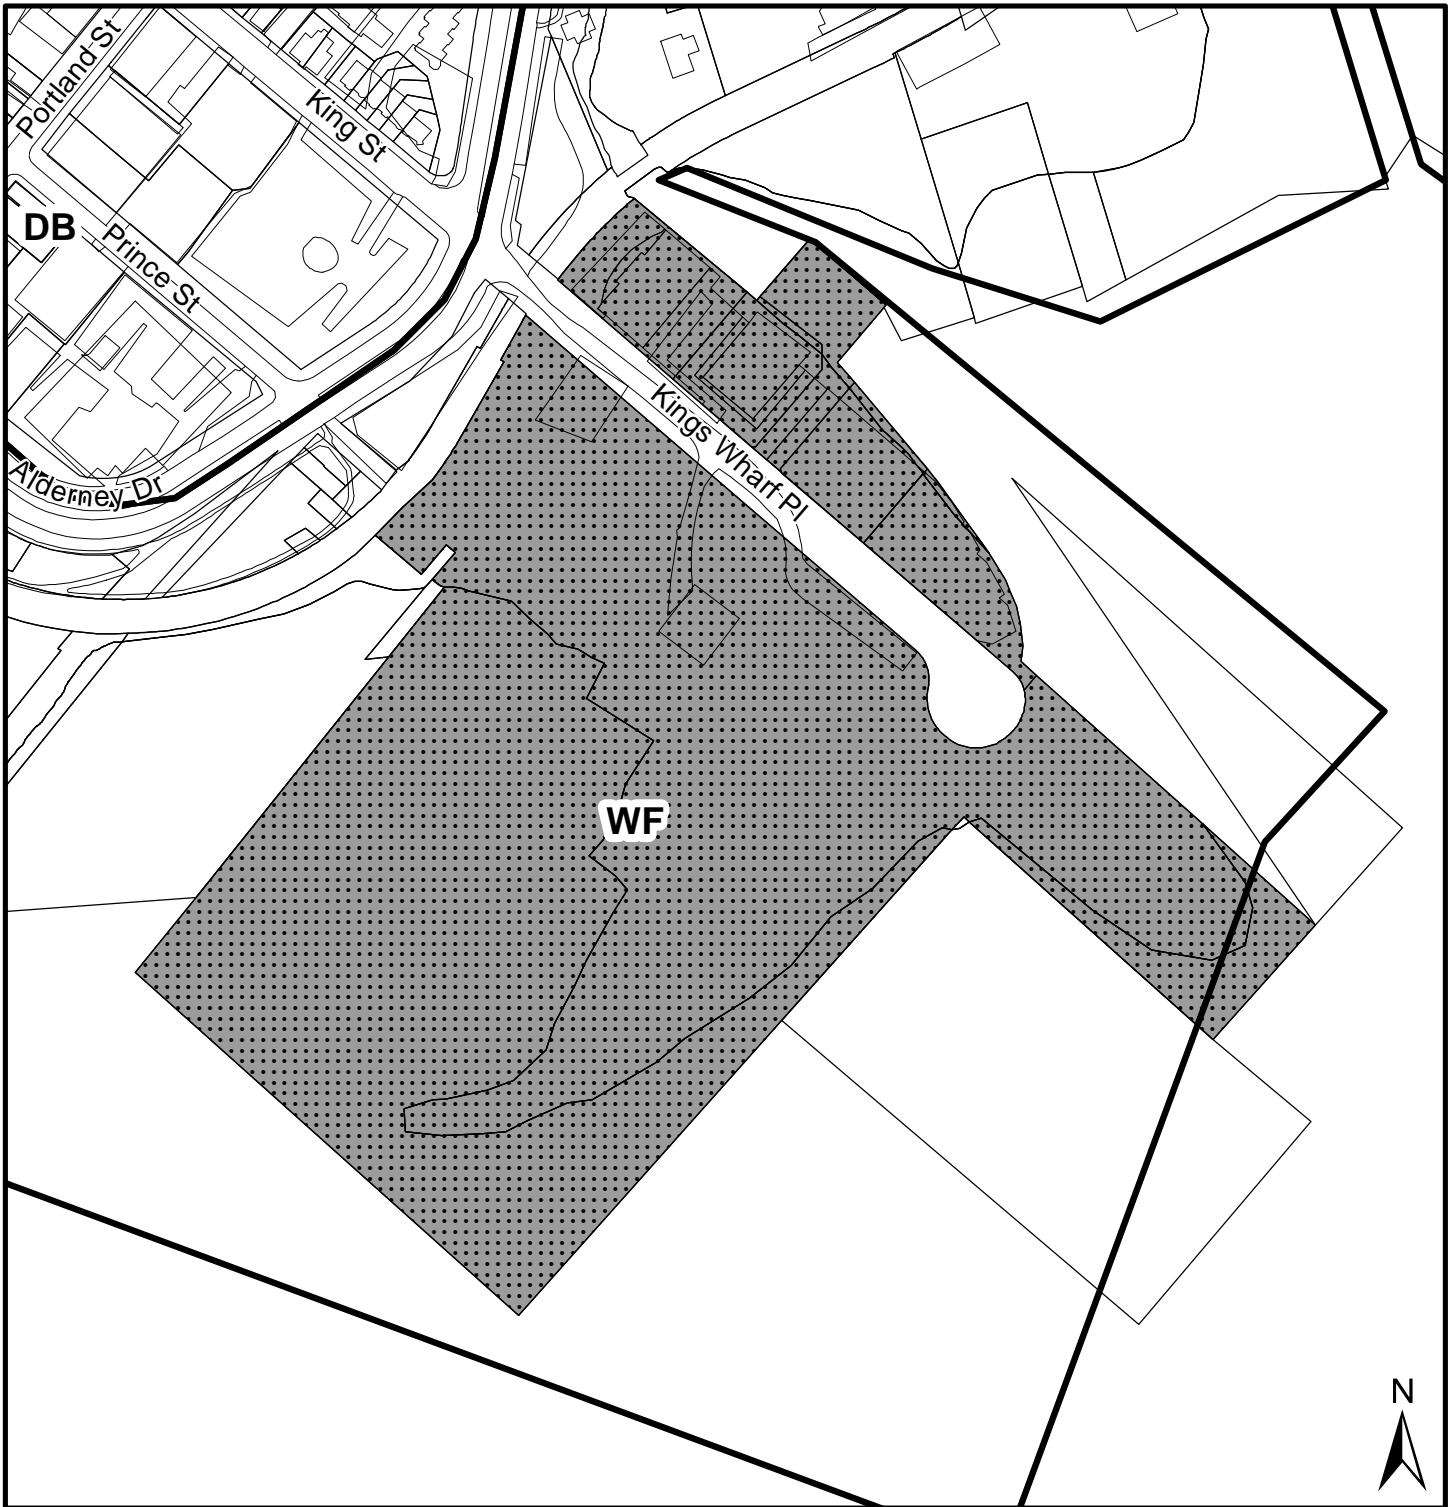 Portland St
King St
DB
Prince St
Alderney Dr
Kings Wharf Pl
WF
N